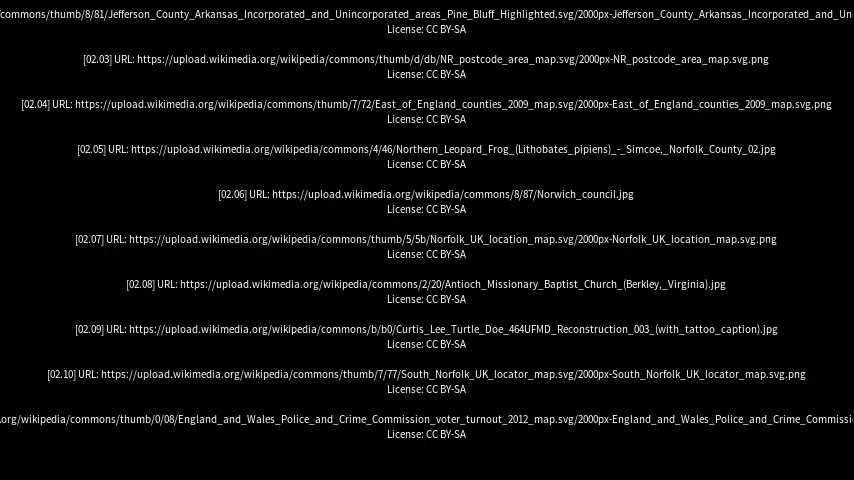 commons/thumb/8/81/Jefferson_County_Arkansas_Incorporated_and_Unincorporated_areas_Pine_Bluff_Highlighted.svg/2000px-Jefferson_County_Arkansas_Incorporated_and_Un
License: CC BY-SA
[02.03] URL: https://upload.wikimedia.org/wikipedia/commons/thumb/d/db/NR_postcode_area_map.svg/2000px-NR_postcode_area_map.svg.png
License: CC BY-SA
[02.04] URL: https://upload.wikimedia.org/wikipedia/commons/thumb/7/72/East_of_England_counties_2009_map.svg/2000px-East_of_England_counties_2009_map.svg.png
License: CC BY-SA
[02.05] URL: https://upload.wikimedia.org/wikipedia/commons/4/46/Northern_Leopard_Frog_(Lithobates_pipiens)_-_Simcoe,_Norfolk_County_02.jpg
License: CC BY-SA
[02.06] URL: https://upload.wikimedia.org/wikipedia/commons/8/87/Norwich_council.jpg
License: CC BY-SA
[02.07] URL: https://upload.wikimedia.org/wikipedia/commons/thumb/5/5b/Norfolk_UK_location_map.svg/2000px-Norfolk_UK_location_map.svg.png
License: CC BY-SA
[02.08] URL: https://upload.wikimedia.org/wikipedia/commons/2/20/Antioch_Missionary_Baptist_Church_(Berkley,_Virginia).jpg
License: CC BY-SA
[02.09] URL: https://upload.wikimedia.org/wikipedia/commons/b/b0/Curtis_Lee_Turtle_Doe_464UFMD_Reconstruction_003_(with_tattoo_caption).jpg
License: CC BY-SA
[02.10] URL: https://upload.wikimedia.org/wikipedia/commons/thumb/7/77/South_Norfolk_UK_locator_map.svg/2000px-South_Norfolk_UK_locator_map.svg.png
License: CC BY-SA
.org/wikipedia/commons/thumb/0/08/England_and_Wales_Police_and_Crime_Commission_voter_turnout_2012_map.svg/2000px-England_and_Wales_Police_and_Crime_Commissi
License: CC BY-SA